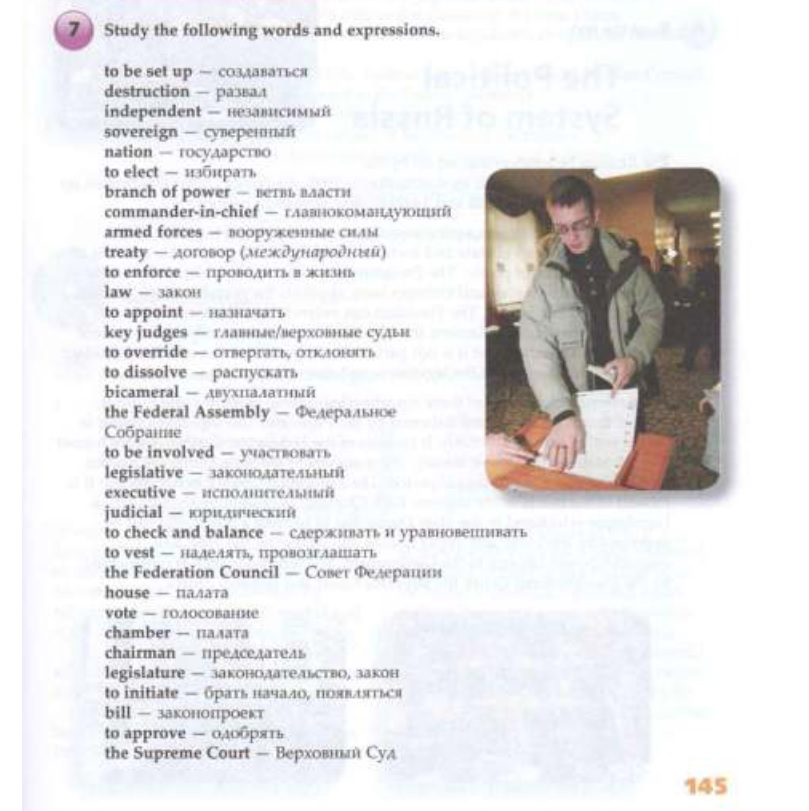 7 Study the following words and expressions.
to be set up — создаваться
destruction — развал
independent — независимый
sovereign — суверенный
nation — государство
to elect — избирать
branch of power — ветвь власти
commander-in-chief — главнокомандующий
armed forces — вооруженные силы
treaty — договор (международный)
to enforce — проводить в жизнь
law — закон
to appoint — назначать
key judges — главные/верховные судьи
to override — отвергать, отклонять
to dissolve — распускать
bicameral — двухпалатный
the Federal Assembly — Федеральное
Собрание
to be involved — участвовать
legislative — законодательный
executive — исполнительный
judicial — юридический
to check and balance — сдерживать и уравновешивать
to vest — наделять, провозглашать
the Federation Council — Совет Федерации
house — палата
vote — голосование
chamber — палата
chairman — председатель
legislature — законодательство, закон
to initiate — брать начало, появляться
bill — законопроект
to approve — одобрять
the Supreme Court — Верховный Суд
145
The Political
System of Russia